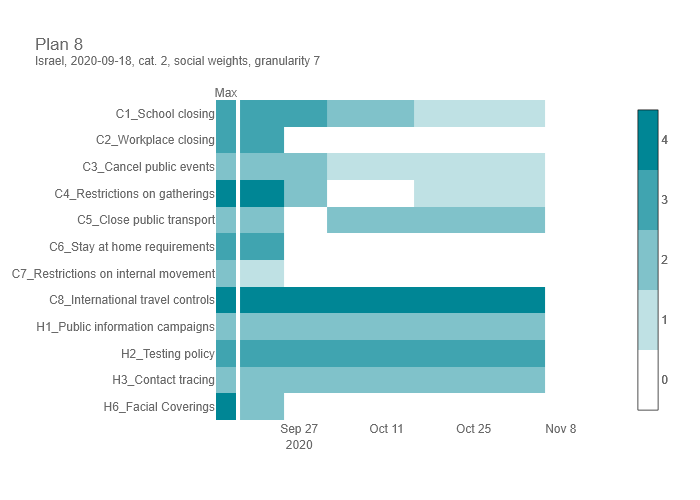 Plan 8
Israel, 2020-09-18, cat. 2, social weights, granularity 7
Max
C1_School closing
C2_Workplace closing
C3_Cancel public events
C4_Restrictions on gatherings
C5_Close public transport
C6_Stay at home requirements
C7_Restrictions on internal movement
C8_International travel controls
H1_Public information campaigns
H2_Testing policy
H3_Contact tracing
H6_Facial Coverings
Sep 27 Oct 11 Oct 25 Nov 8
2020
4
3
2
1
0